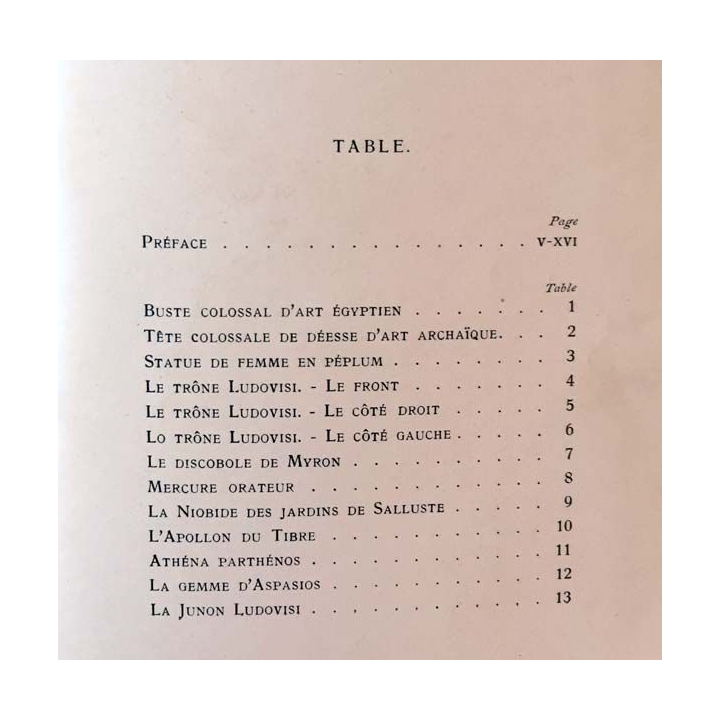 TABLE.
Page
PRÉFACE . . . . . . . . . . . . . . . V-XVI
Table
BUSTE COLOSSAL D'ART ÉGYPTIEN . . . . . . . 1
TÊTE COLOSSALE DE DÉESSE D'ART ARCHAÏQUE. . . 2
STATUE DE FEMME EN PÉPLUM . . . . . . . 3
LE TRÔNE LUDOVISI. - LE FRONT . . . . . . . 4
LE TRÔNE LUDOVISI. - LE CÔTÉ DROIT . . . . . 5
LO TRÔNE LUDOVISI. - LE CÔTÉ GAUCHE . . . . . 6
LE DISCOBOLE DE MYRON . . . . . . . . . . 7
MERCURE ORATEUR . . . . . . . . . . . 8
LA NIOBIDE DES JARDINS DE SALLUSTE . . . . . 9
L'APOLLON DU TIBRE . . . . . . . . . . 10
ATHÉNA PARTHÉNOS . . . . . . . . . . 11
LA GEMME D'ASPASIOS . . . . . . . . . . 12
LA JUNON LUDOVISI . . . . . . . . . . . 13